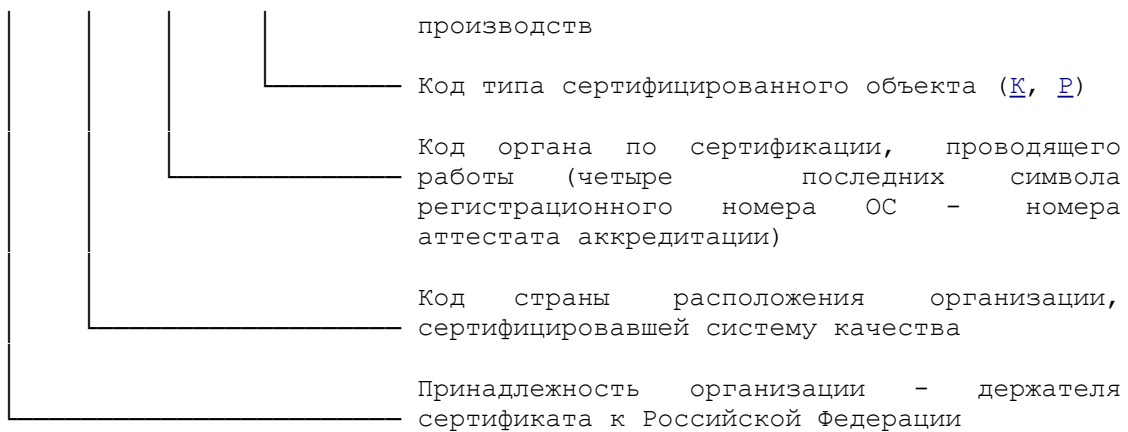 производств
Код типа сертифицированного объекта (К, Р)
Код органа по сертификации, проводящего
работы (четыре последних символа
регистрационного номера ОС - номера
аттестата аккредитации)
Код страны расположения организации,
сертифицировавшей систему качества
Принадлежность организации - держателя
сертификата к Российской Федерации